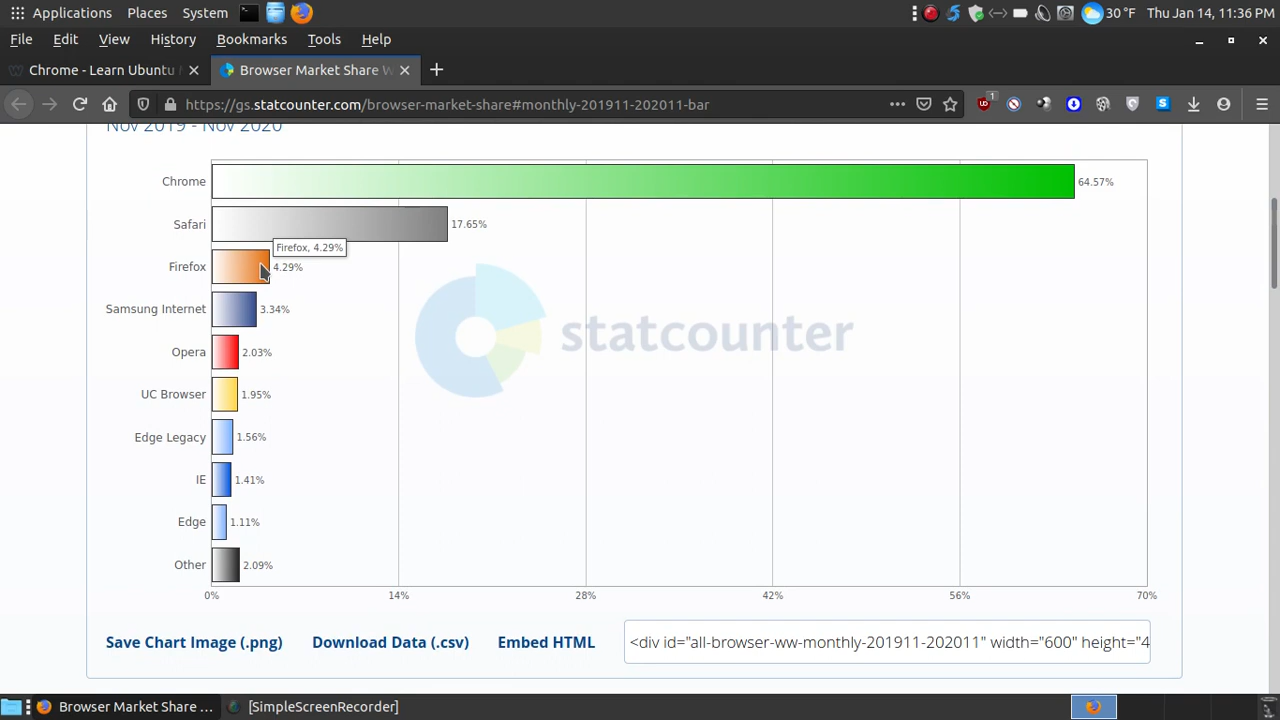 Applications Places System 30 °F Thu Jan 14, 11:36 PM
File Edit View History Bookmarks Tools Help
Chrome - Learn Ubuntu Browser Market Share W
https://gs.statcounter.com/browser-market-share#monthly-201911-202011-bar 1
Nov 2019 - Nov 2020
Chrome 64.57%
Safari 17.65%
Firefox, 4.29%
Firefox 4.29%
statcounter
Samsung Internet 3.34%
Opera 2.03%
UC Browser 1.95%
Edge Legacy 1.56%
IE 1.41%
Edge 1.11%
Other 2.09%
0% 14% 28% 42% 56% 70%
Save Chart Image (.png) Download Data (.csv) Embed HTML <div id="all-browser-ww-monthly-201911-202011" width="600" height="4
Browser Market Share ... [SimpleScreenRecorder]